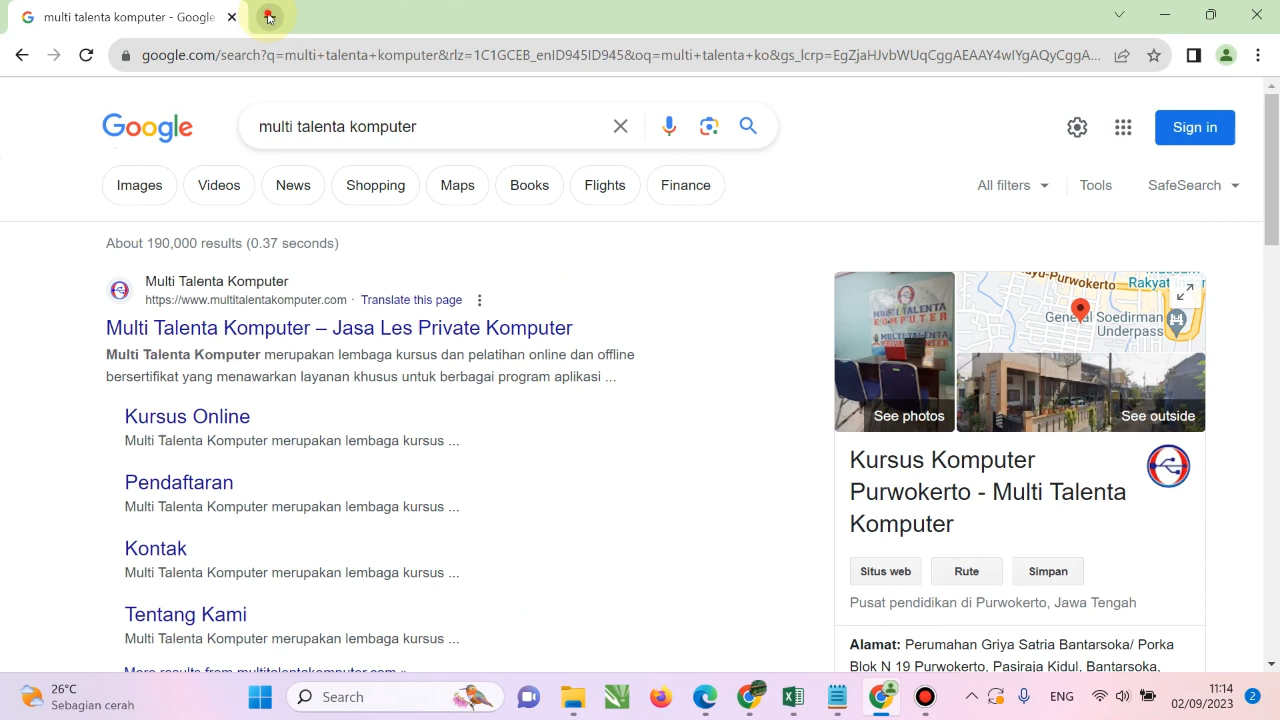 multi talenta komputer - Google
google.com/search?q=multi+talenta+komputer&rlz=1C1GCEB_enID945ID945&oq=multi+talenta+ko&gs_lcrp=EgZjaHJvbWUqCggAEAAY4wIYgAQyCggA...
Google
multi talenta komputer
Sign in
Images
Videos
News
Shopping
Maps
Books
Flights
Finance
All filters
Tools
SafeSearch
About 190,000 results (0.37 seconds)
Multi Talenta Komputer
https://www.multitalentakomputer.com · Translate this page
Multi Talenta Komputer – Jasa Les Private Komputer
Multi Talenta Komputer merupakan lembaga kursus dan pelatihan online dan offline
bersertifikat yang menawarkan layanan khusus untuk berbagai program aplikasi ...
Kursus Online
Multi Talenta Komputer merupakan lembaga kursus ...
Pendaftaran
Multi Talenta Komputer merupakan lembaga kursus ...
Kontak
Multi Talenta Komputer merupakan lembaga kursus ...
Tentang Kami
Multi Talenta Komputer merupakan lembaga kursus ...
More results from multitalentakomputer.com »
MULTI TALENTA
KOMPUTER
See photos
Purwokerto
Rakyat
General Soedirman
Underpass
See outside
Kursus Komputer
Purwokerto - Multi Talenta
Komputer
Situs web
Rute
Simpan
Pusat pendidikan di Purwokerto, Jawa Tengah
Alamat: Perumahan Griya Satria Bantarsoka/ Porka
Blok N 19 Purwokerto, Pasiraja Kidul, Bantarsoka,
26°C
Sebagian cerah
Search
ENG
11:14
02/09/2023
2